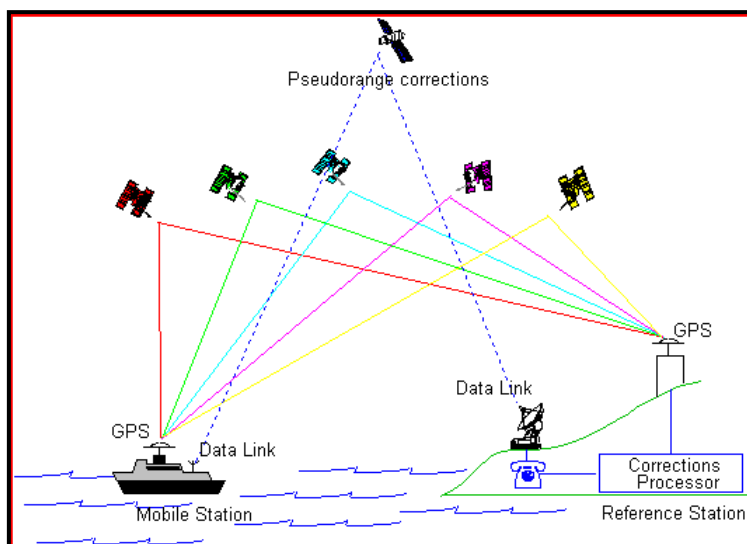 Pseudorange corrections
GPS
Data Link
GPS
Data Link
Corrections
Processor
Mobile Station
Reference Station